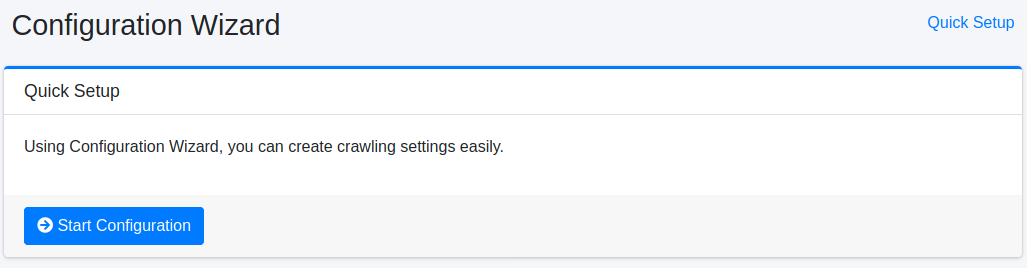 Configuration Wizard
Quick Setup
Quick Setup
Using Configuration Wizard, you can create crawling settings easily.
Start Configuration